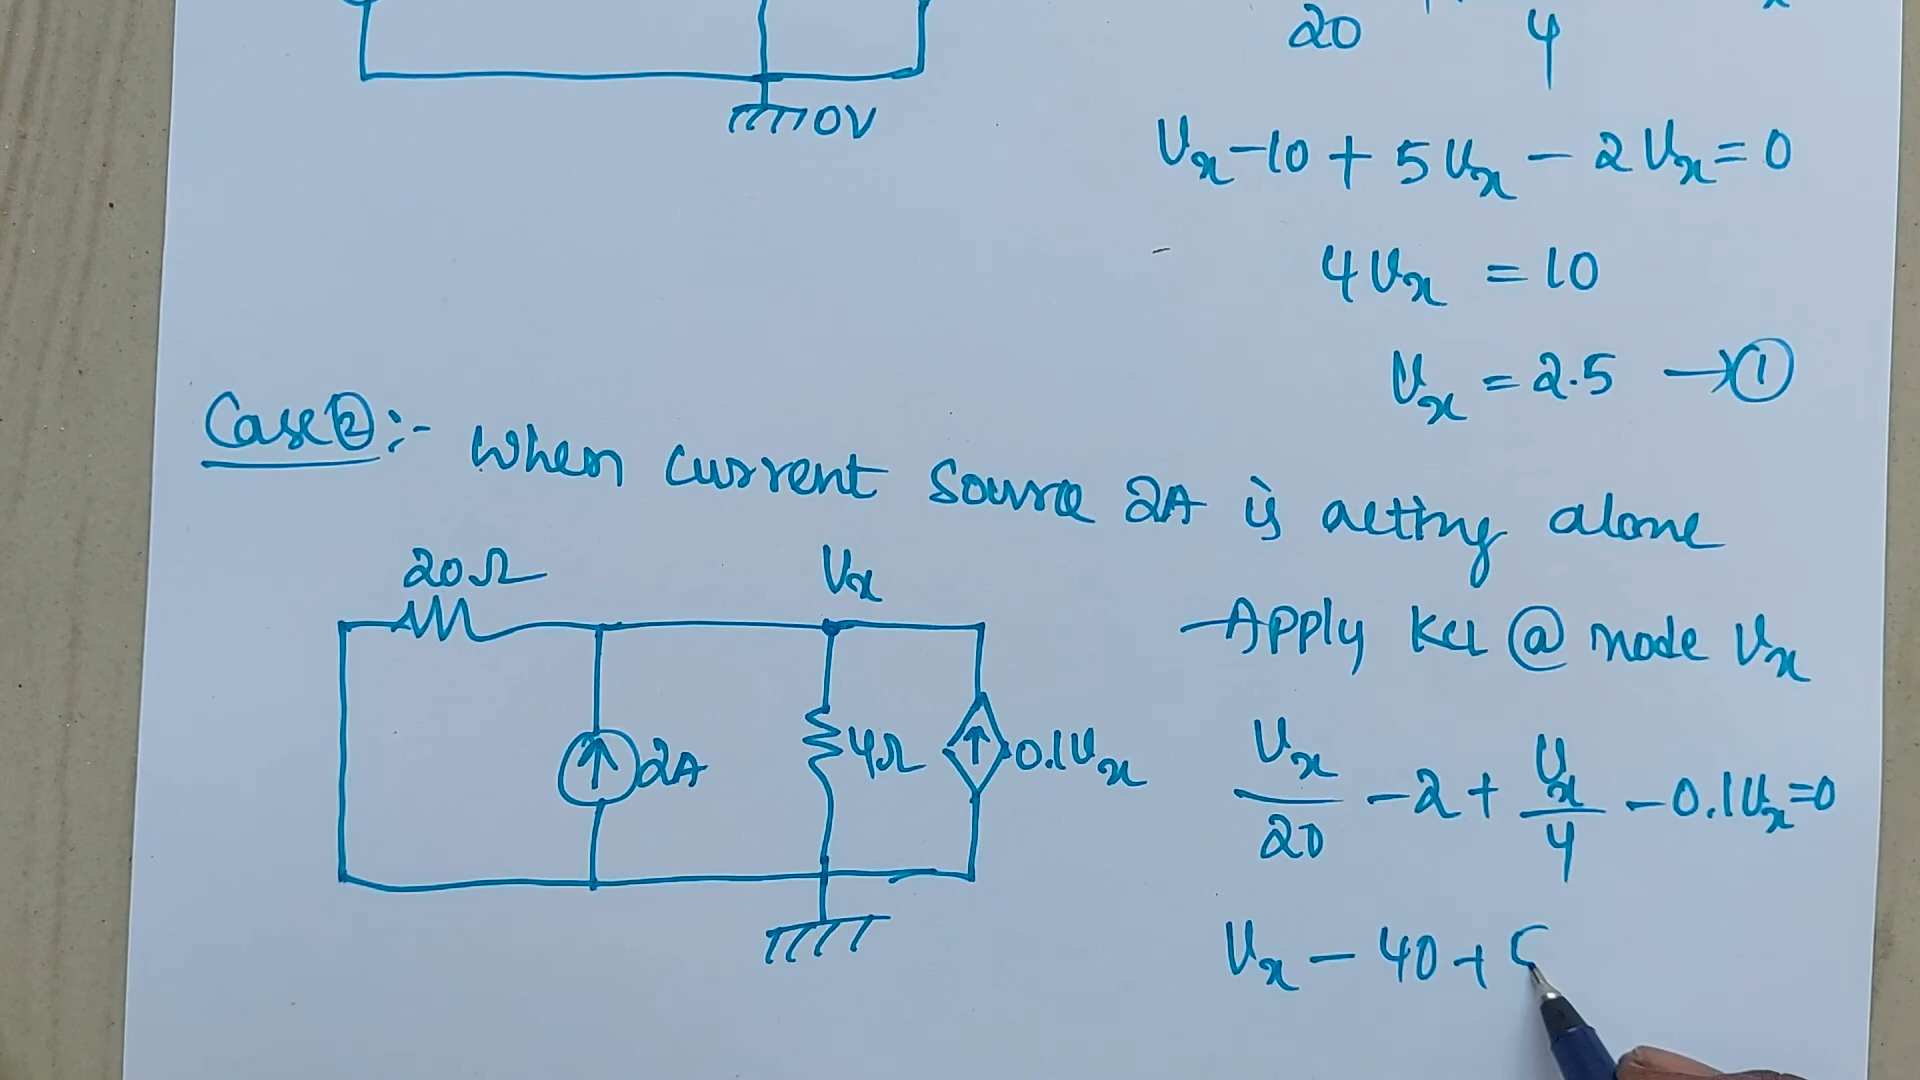 20 4
0V
Vx-10 + 5Vx - 2Vx = 0
4Vx = 10
Vx = 2.5 → ①
Case②:- When current source 2A is acting alone
20Ω Vx
Apply KCL @ node Vx
2A 4Ω 0.1Vx
Vx/20 - 2 + Vx/4 - 0.1Vx = 0
Vx - 40 + 5